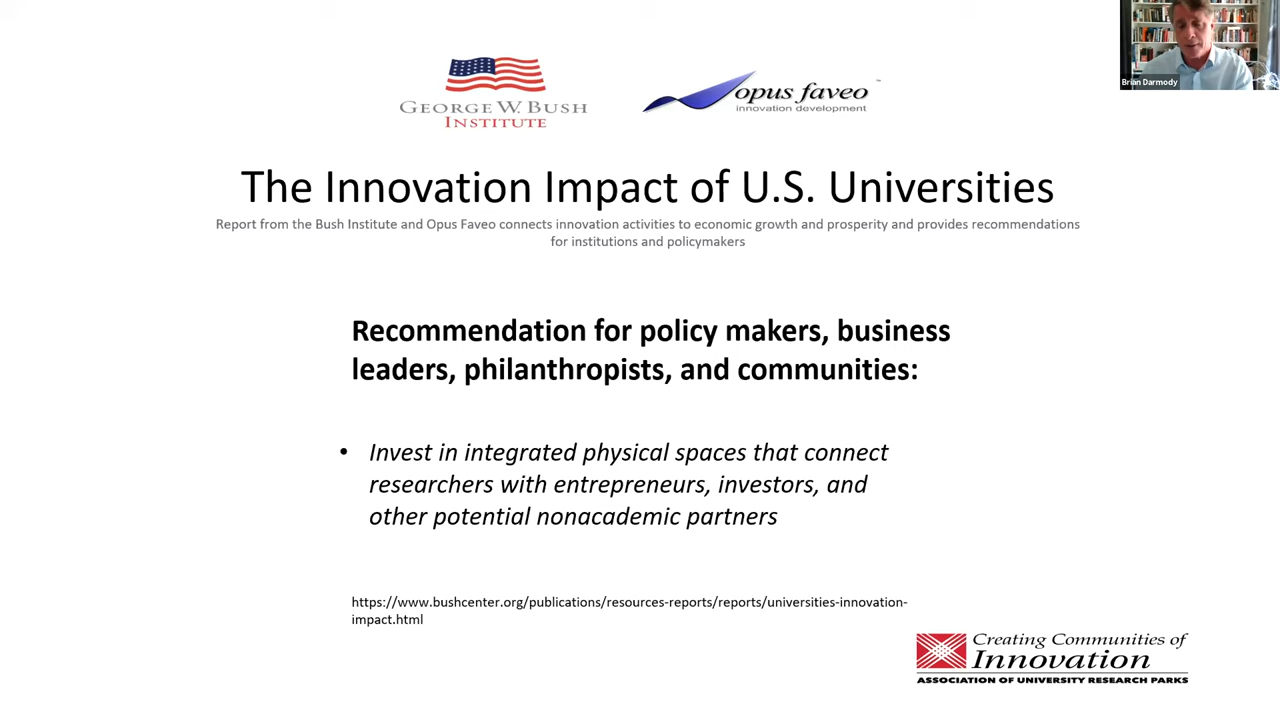 Brian Darmody
GEORGE W. BUSH
INSTITUTE
opus faveo
innovation development
The Innovation Impact of U.S. Universities
Report from the Bush Institute and Opus Faveo connects innovation activities to economic growth and prosperity and provides recommendations
for institutions and policymakers
Recommendation for policy makers, business
leaders, philanthropists, and communities:
• Invest in integrated physical spaces that connect
researchers with entrepreneurs, investors, and
other potential nonacademic partners
https://www.bushcenter.org/publications/resources-reports/reports/universities-innovation-
impact.html
Creating Communities of
Innovation
ASSOCIATION OF UNIVERSITY RESEARCH PARKS